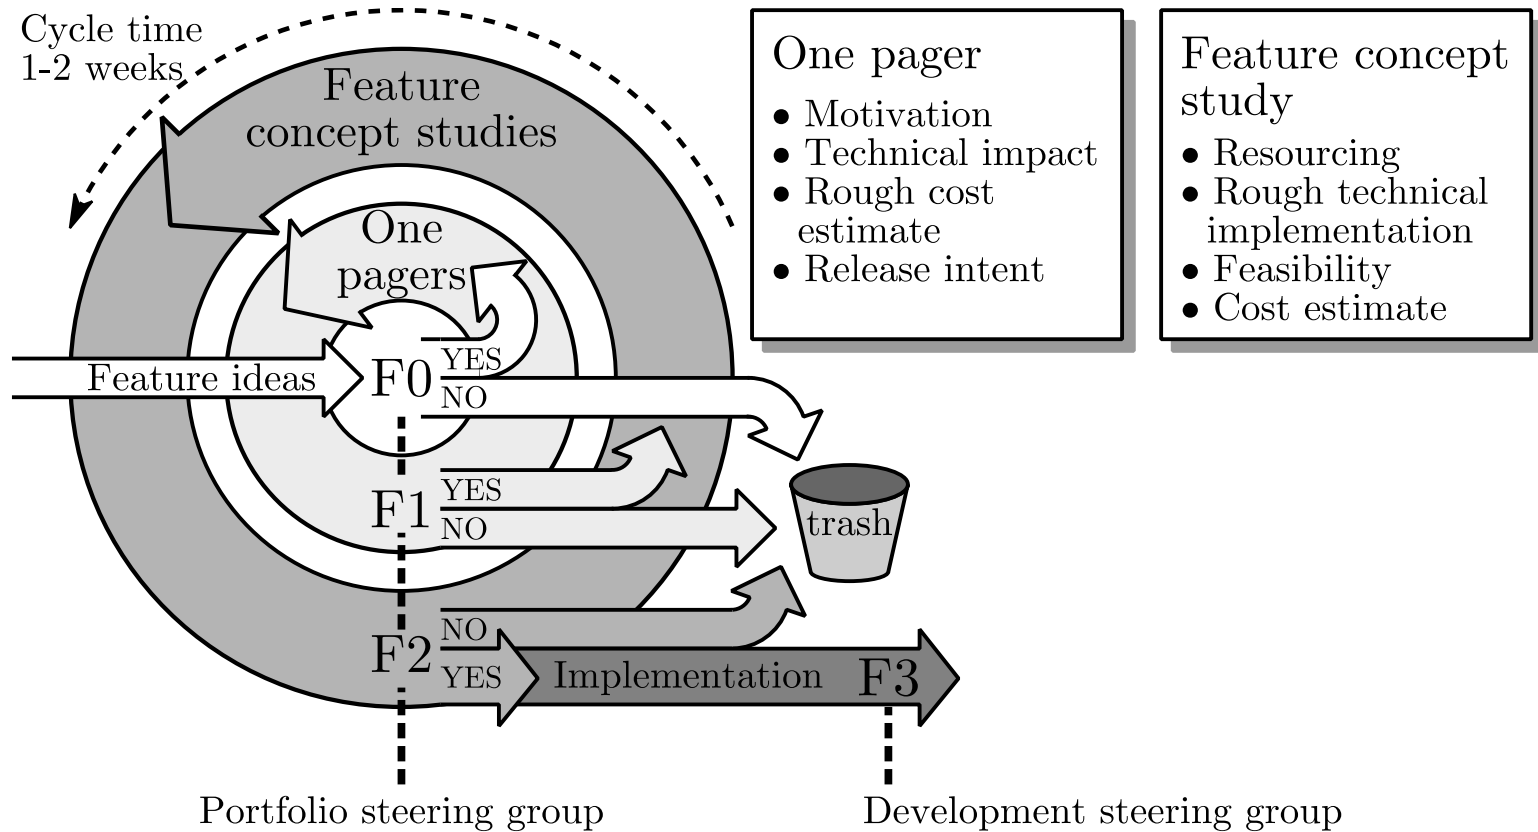 Cycle time
1-2 weeks
Feature
concept studies
One
pagers
Feature ideas
F0
YES
NO
F1
YES
NO
F2
NO
YES
Implementation
F3
trash
Portfolio steering group
Development steering group
One pager
• Motivation
• Technical impact
• Rough cost
estimate
• Release intent
Feature concept
study
• Resourcing
• Rough technical
implementation
• Feasibility
• Cost estimate